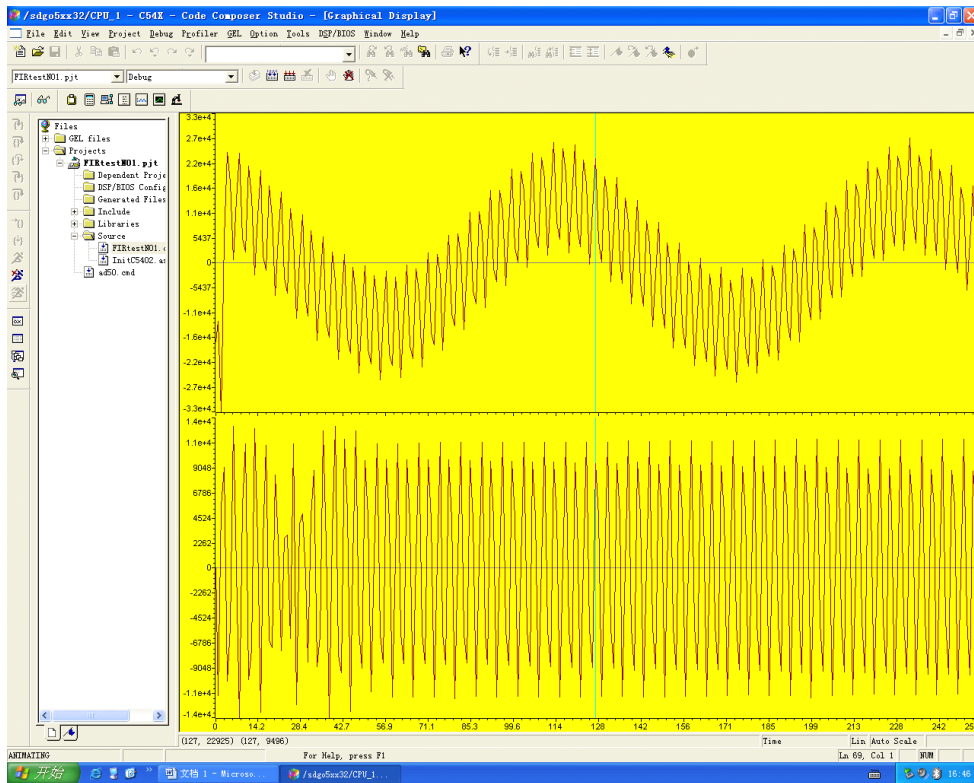 /sdgo5xx32/CPU_1 - C54X - Code Composer Studio - [Graphical Display]
File Edit View Project Debug Profiler GEL Option Tools DSP/BIOS Window Help
FIRtestNO1.pjt Debug
Files
GEL files
Projects
FIRtestNO1.pjt
Dependent Proje
DSP/BIOS Config
Generated Files
Include
Libraries
Source
FIRtestNO1.c
InitC5402.as
ad50.cmd
3.3e+4
2.7e+4
2.2e+4
1.6e+4
1.1e+4
5437
0
-5437
-1.1e+4
-1.6e+4
-2.2e+4
-2.7e+4
-3.3e+4
1.4e+4
1.1e+4
9048
6786
4524
2262
0
-2262
-4524
-6786
-9048
-1.1e+4
-1.4e+4
0 14.2 28.4 42.7 56.9 71.1 85.3 99.6 114 128 142 156 171 185 199 213 228 242 25
(127, 22925) (127, 9496) Time Lin Auto Scale
ANIMATING For Help, press F1 Ln 69, Col 1 NUM
开始 文档 1 - Microso... /sdgo5xx32/CPU_1... 16:46